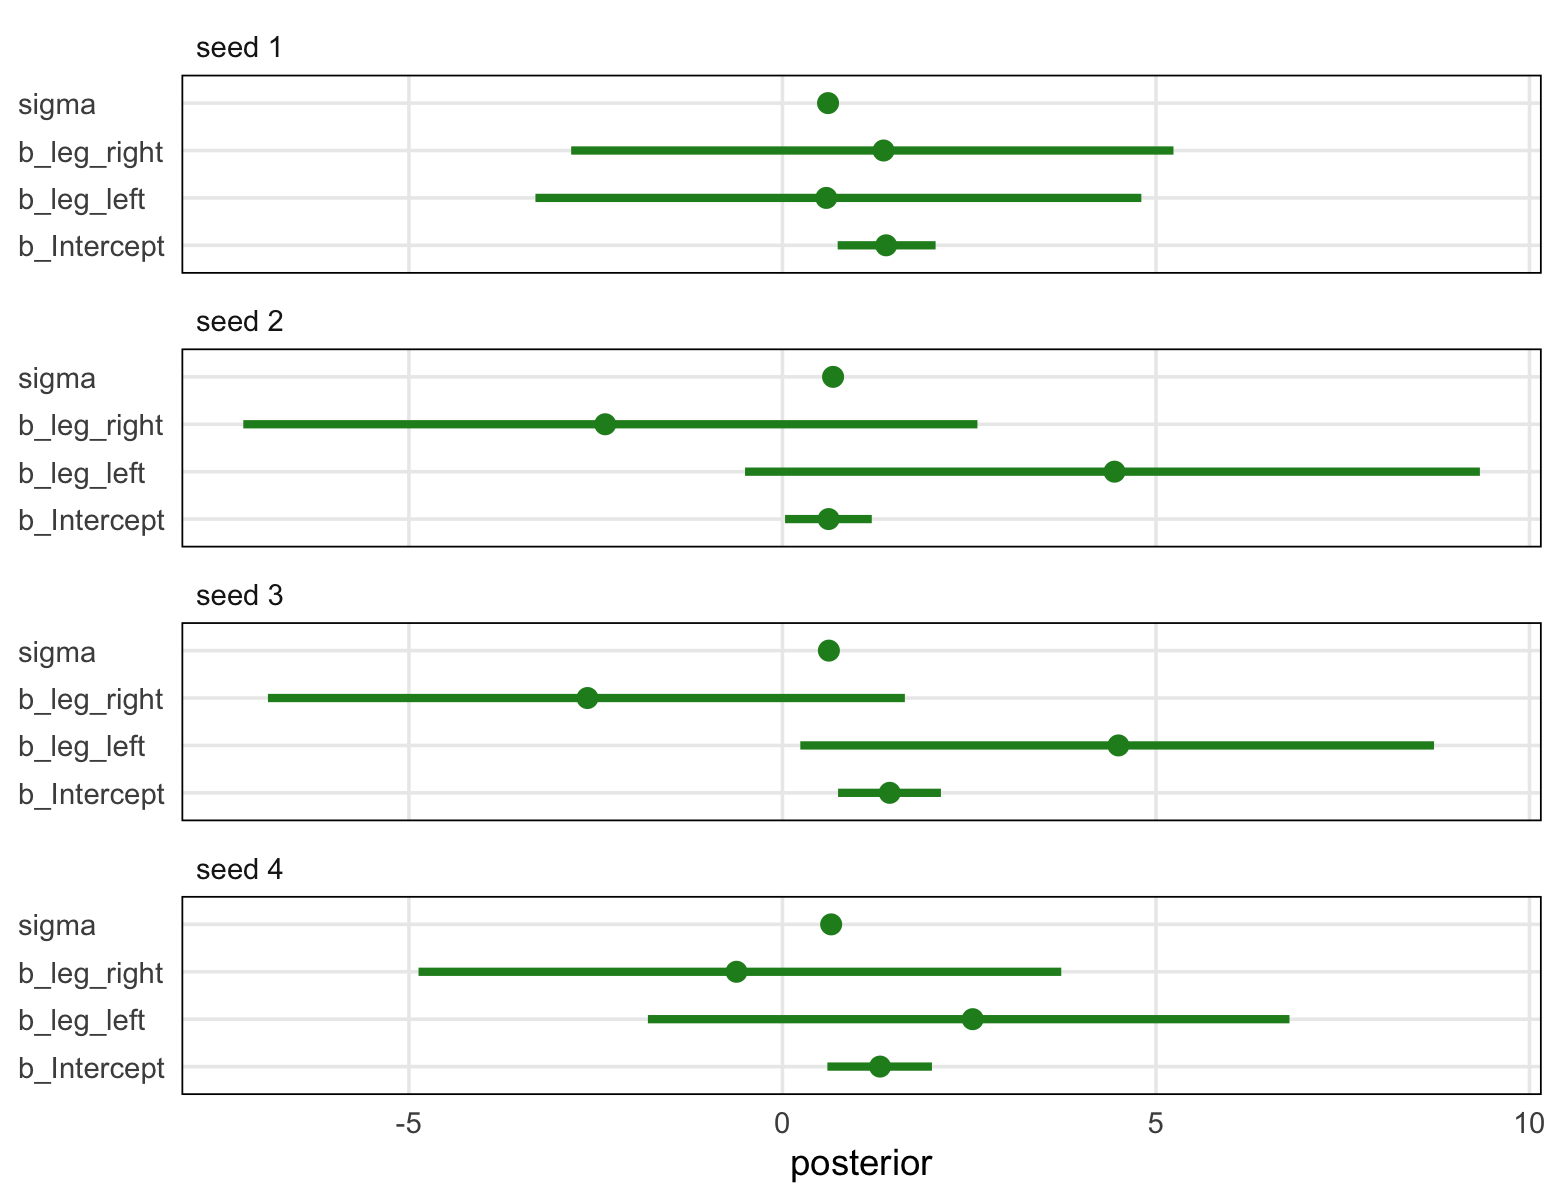 seed 1
sigma
b_leg_right
b_leg_left
b_Intercept
seed 2
sigma
b_leg_right
b_leg_left
b_Intercept
seed 3
sigma
b_leg_right
b_leg_left
b_Intercept
seed 4
sigma
b_leg_right
b_leg_left
b_Intercept
-5 0 5 10
posterior